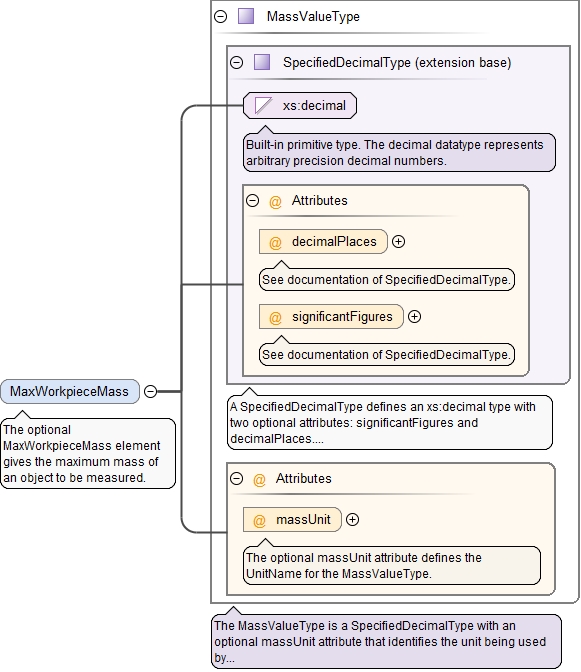 MassValueType
SpecifiedDecimalType (extension base)
xs:decimal
Built-in primitive type. The decimal datatype represents
arbitrary precision decimal numbers.
@ Attributes
@ decimalPlaces
See documentation of SpecifiedDecimalType.
@ significantFigures
See documentation of SpecifiedDecimalType.
MaxWorkpieceMass
The optional
MaxWorkpieceMass element
gives the maximum mass of
an object to be measured.
A SpecifiedDecimalType defines an xs:decimal type with
two optional attributes: significantFigures and
decimalPlaces....
@ Attributes
@ massUnit
The optional massUnit attribute defines the
UnitName for the MassValueType.
The MassValueType is a SpecifiedDecimalType with an
optional massUnit attribute that identifies the unit being used
by...